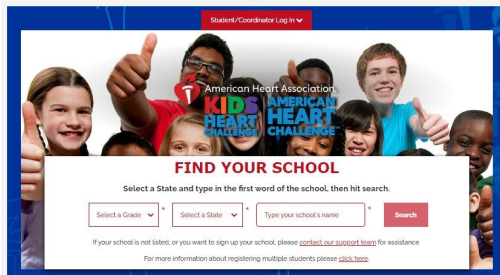 Student/Coordinator Log In
American Heart Association
KIDS HEART CHALLENGE
AMERICAN HEART CHALLENGE™
FIND YOUR SCHOOL
Select a State and type in the first word of the school, then hit search.
Select a Grade * Select a State * Type your school's name * Search
If your school is not listed, or you want to sign up your school, please contact our support team for assistance.
For more information about registering multiple students please click here.